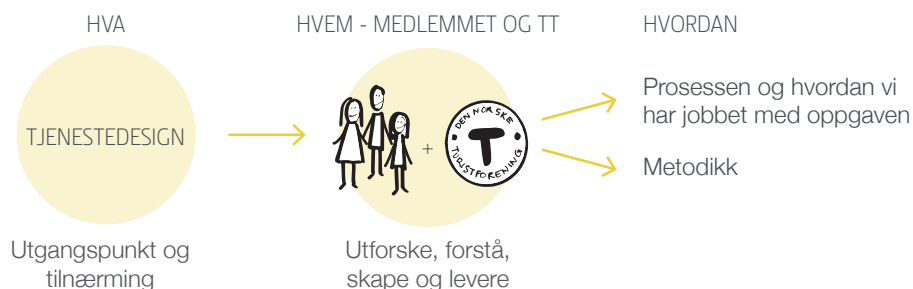 HVA
HVEM - MEDLEMMET OG TT
HVORDAN
TJENESTEDESIGN
+
DEN NORSKE
T
TURISTFORENING
Prosessen og hvordan vi
har jobbet med oppgaven
Metodikk
Utgangspunkt og
tilnærming
Utforske, forstå,
skape og levere